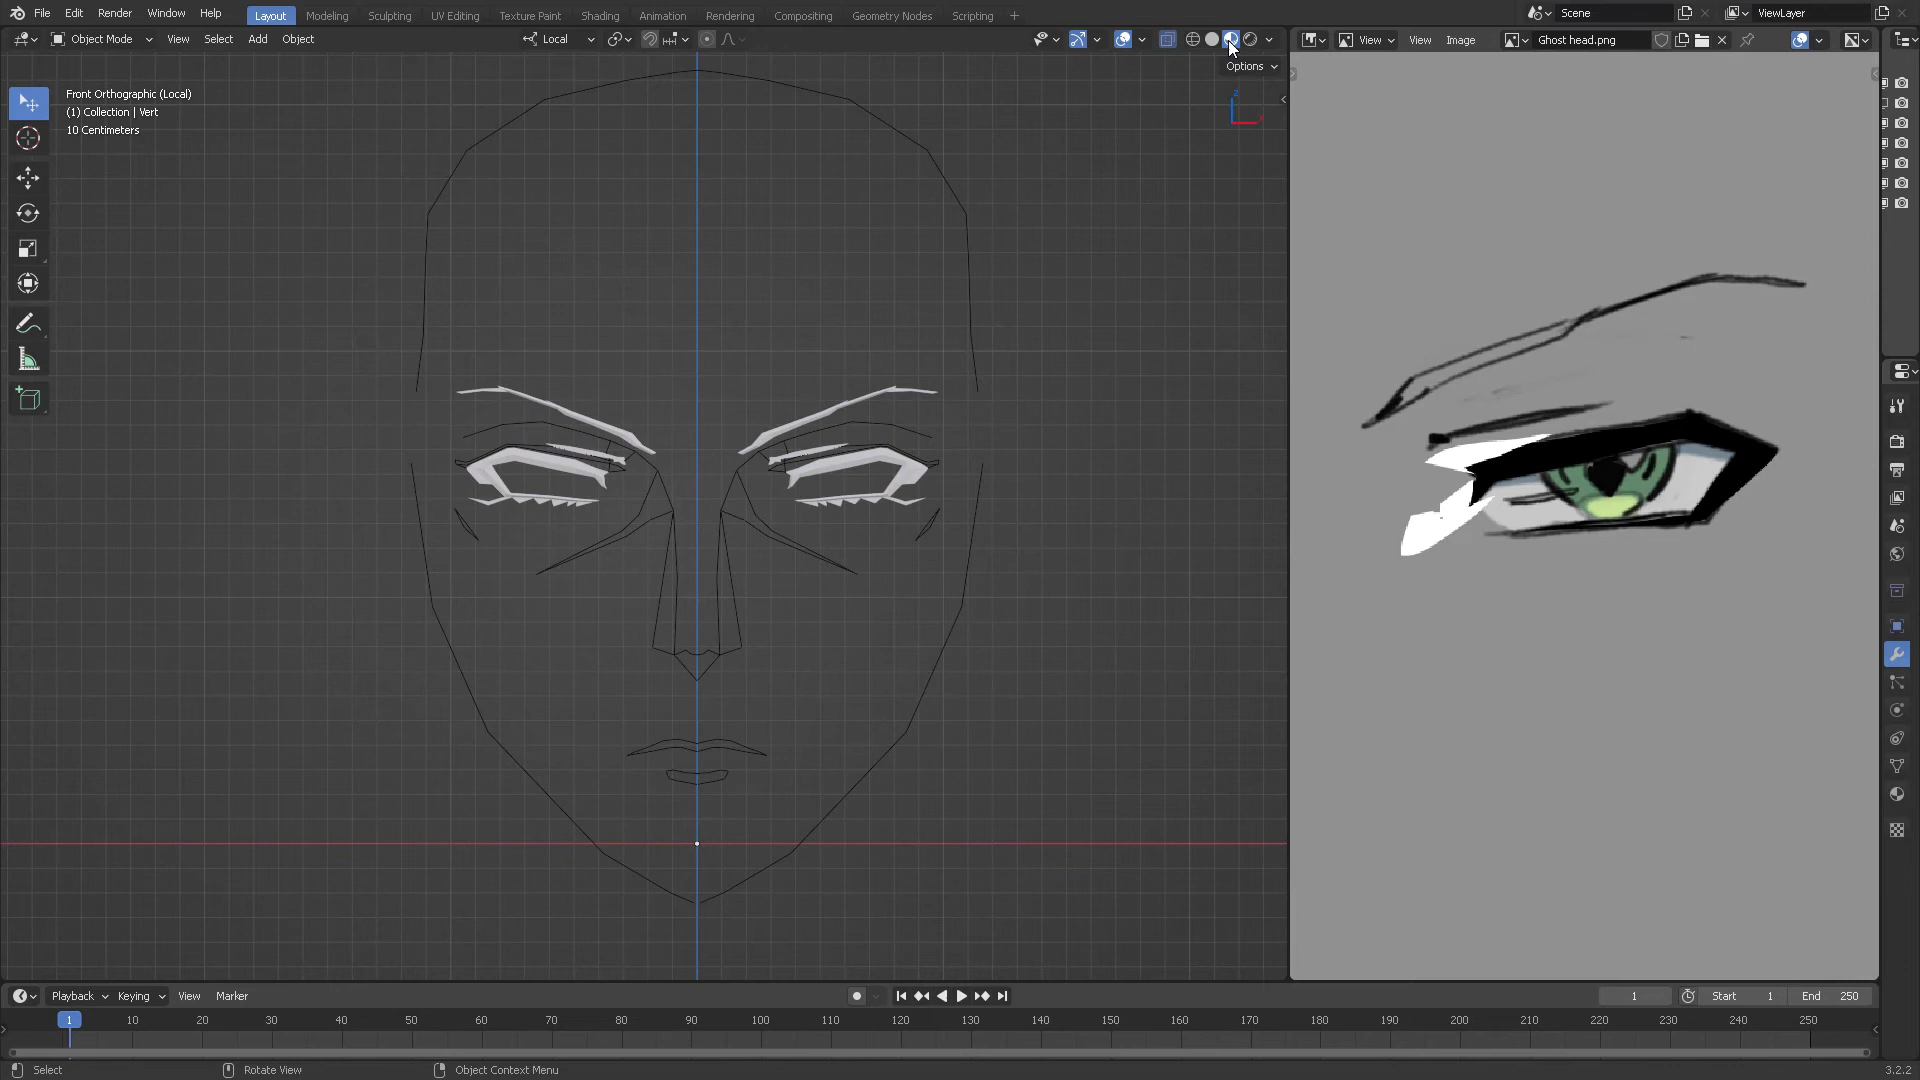 File Edit Render Window Help Layout Modeling Sculpting UV Editing Texture Paint Shading Animation Rendering Compositing Geometry Nodes Scripting + Scene ViewLayer
Object Mode View Select Add Object Local View View Image Ghost head.png
Options
Front Orthographic (Local)
(1) Collection | Vert
10 Centimeters
Z
Playback Keying View Marker 1 Start 1 End 250
1 10 20 30 40 50 60 70 80 90 100 110 120 130 140 150 160 170 180 190 200 210 220 230 240 250
Select Rotate View Object Context Menu 3.2.2